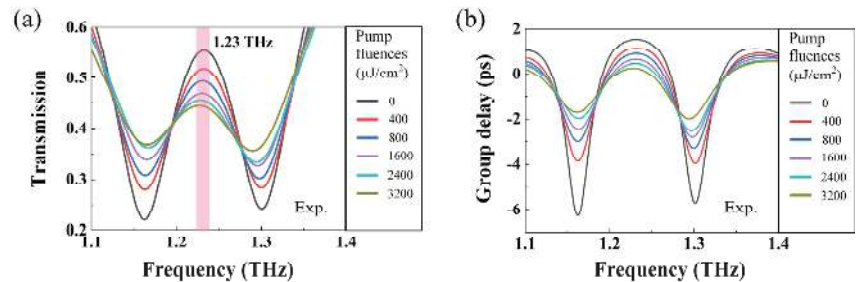 (a)
0.6
0.5
0.4
0.3
0.2
Transmission
1.23 THz
Exp.
1.1
1.2
1.3
1.4
Frequency (THz)
Pump
fluences
(μJ/cm²)
0
400
800
1600
2400
3200
(b)
2
0
-2
-4
-6
Group delay (ps)
Exp.
1.1
1.2
1.3
1.4
Frequency (THz)
Pump
fluences
(μJ/cm²)
0
400
800
1600
2400
3200